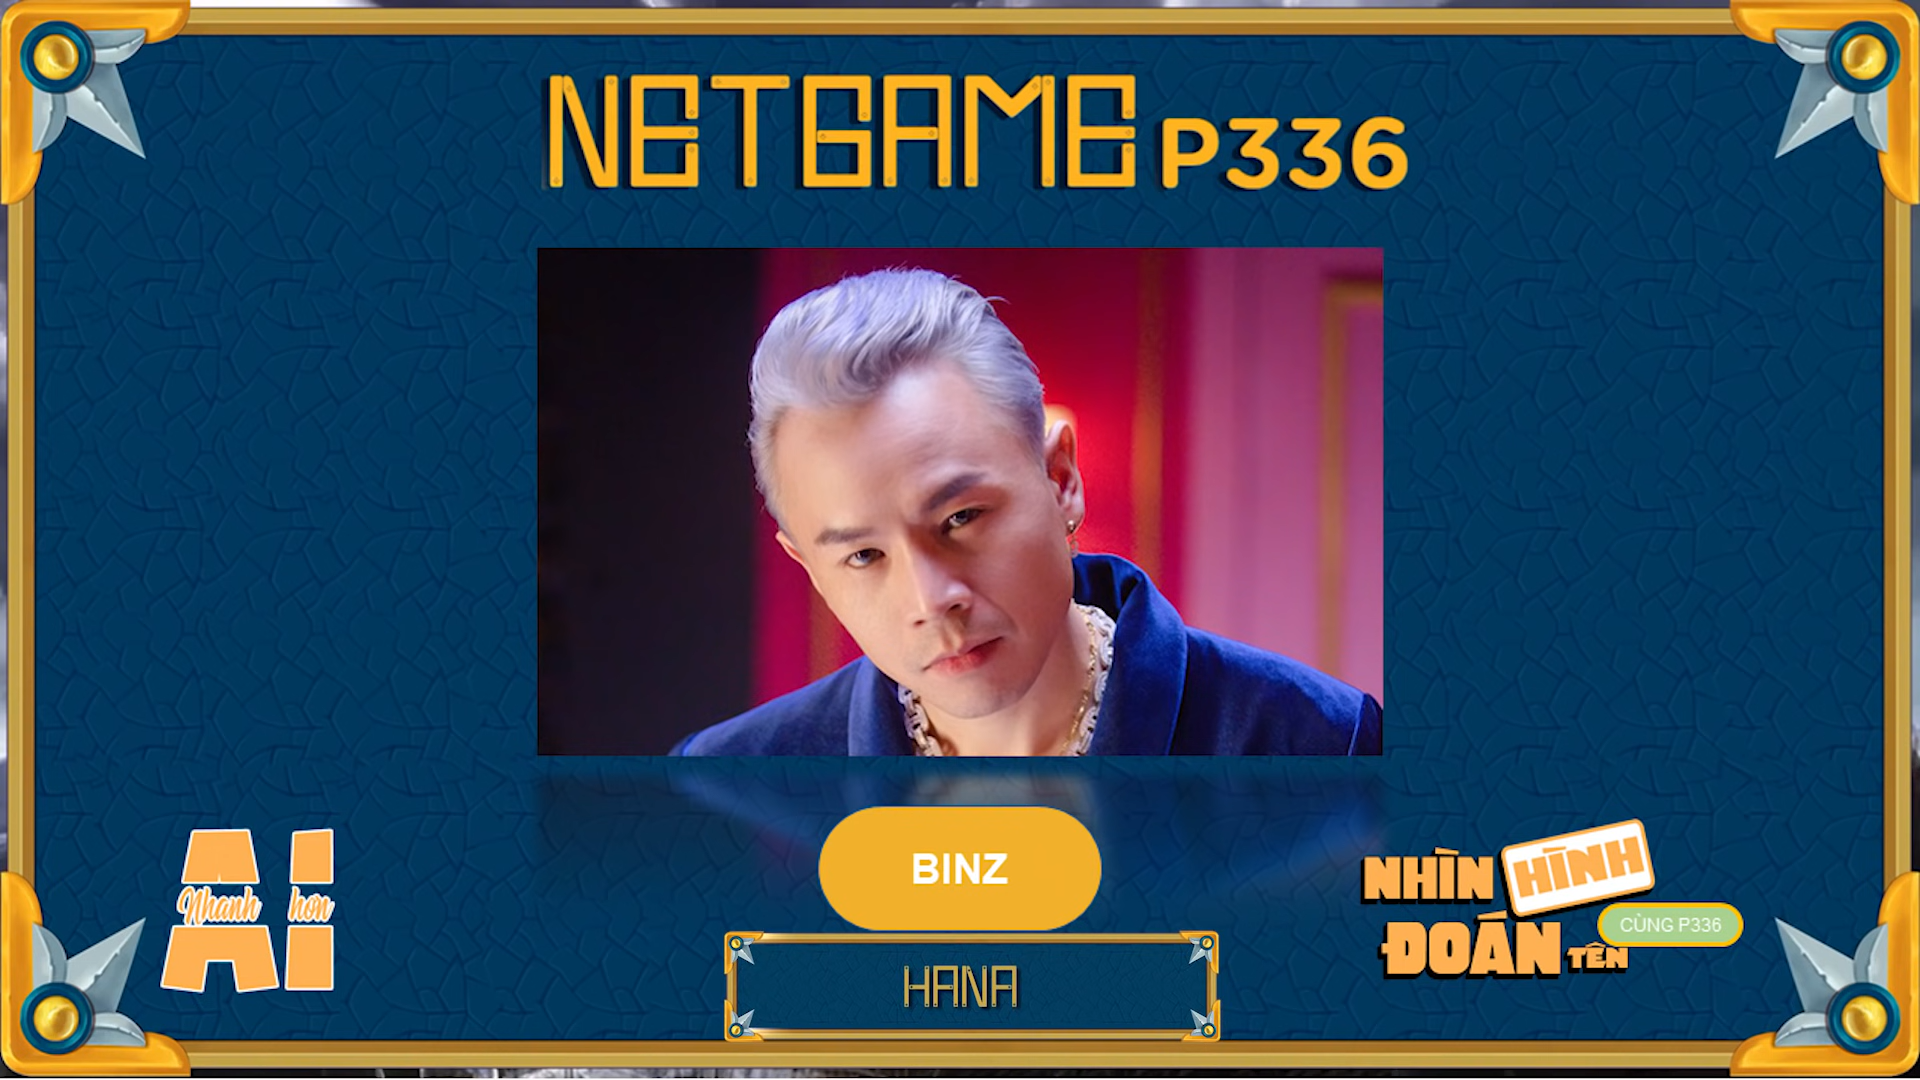 NETGAME P336
BINZ
HANA
AI
Nhanh hơn
NHÌN HÌNH
ĐOÁN TÊN
CÙNG P336